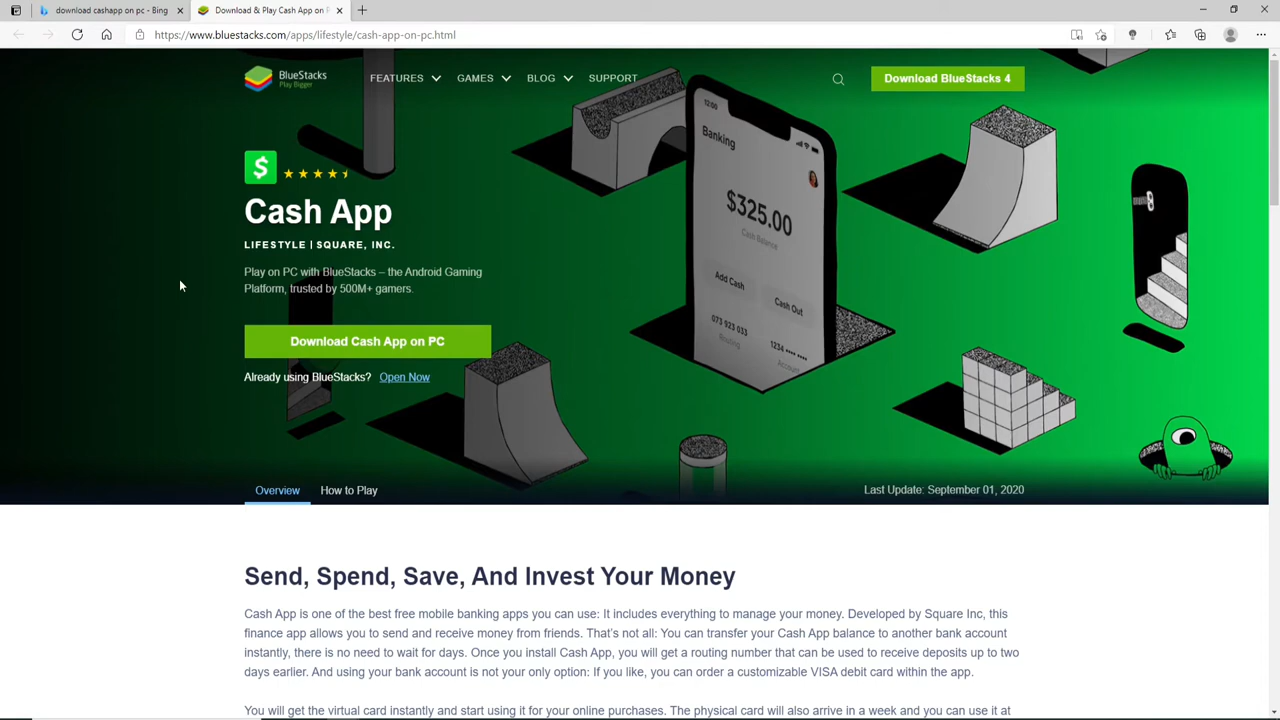 download cashapp on pc - Bing
Download & Play Cash App on P
https://www.bluestacks.com/apps/lifestyle/cash-app-on-pc.html
BlueStacks
Play Bigger
FEATURES
GAMES
BLOG
SUPPORT
Download BlueStacks 4
12:00
Banking
$325.00
Cash Balance
Add Cash
Cash Out
073 923 033
Routing
1234 •••• ••••
Account
$
Cash App
LIFESTYLE | SQUARE, INC.
Play on PC with BlueStacks – the Android Gaming
Platform, trusted by 500M+ gamers.
Download Cash App on PC
Already using BlueStacks? Open Now
Overview
How to Play
Last Update: September 01, 2020
Send, Spend, Save, And Invest Your Money
Cash App is one of the best free mobile banking apps you can use: It includes everything to manage your money. Developed by Square Inc, this
finance app allows you to send and receive money from friends. That's not all: You can transfer your Cash App balance to another bank account
instantly, there is no need to wait for days. Once you install Cash App, you will get a routing number that can be used to receive deposits up to two
days earlier. And using your bank account is not your only option: If you like, you can order a customizable VISA debit card within the app.
You will get the virtual card instantly and start using it for your online purchases. The physical card will also arrive in a week and you can use it at